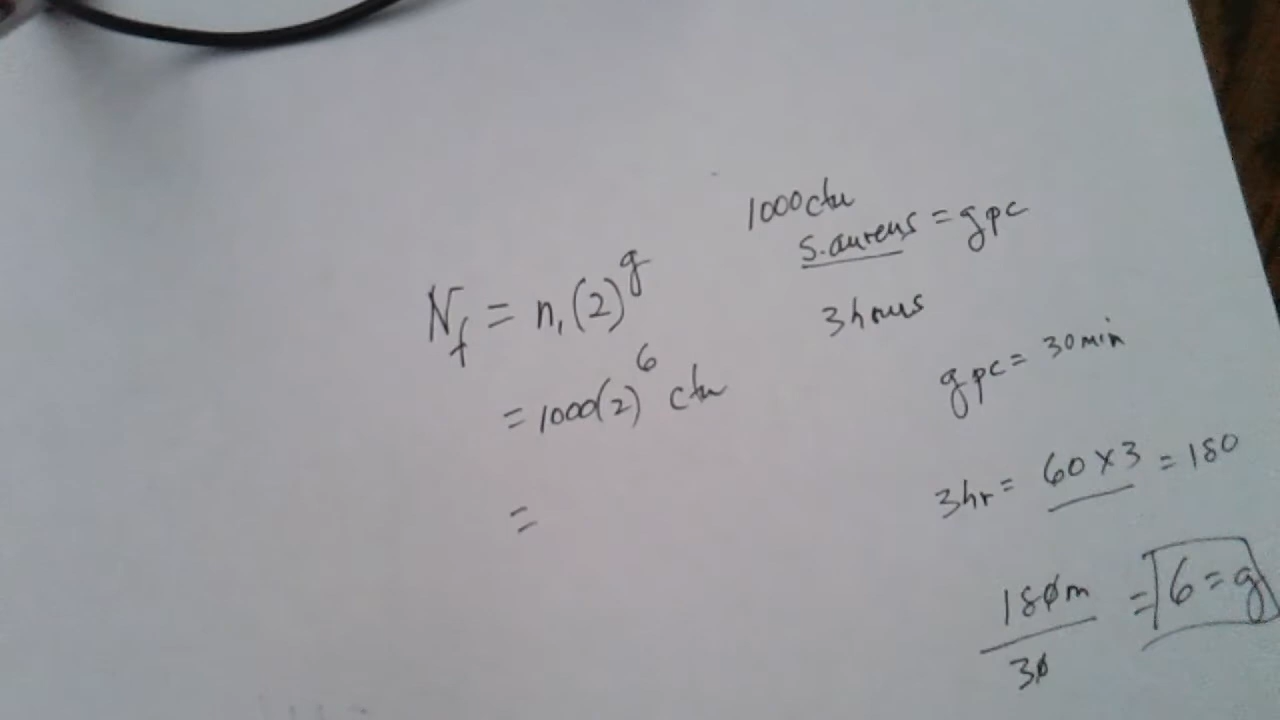 1000 cfu
S. aureus = gpc
3 hours
N_f = n₁(2)^g
= 1000(2)^6 cfu
=
gpc = 30 min
3hr = 60 x 3 = 180
180m / 30 = 6 = g